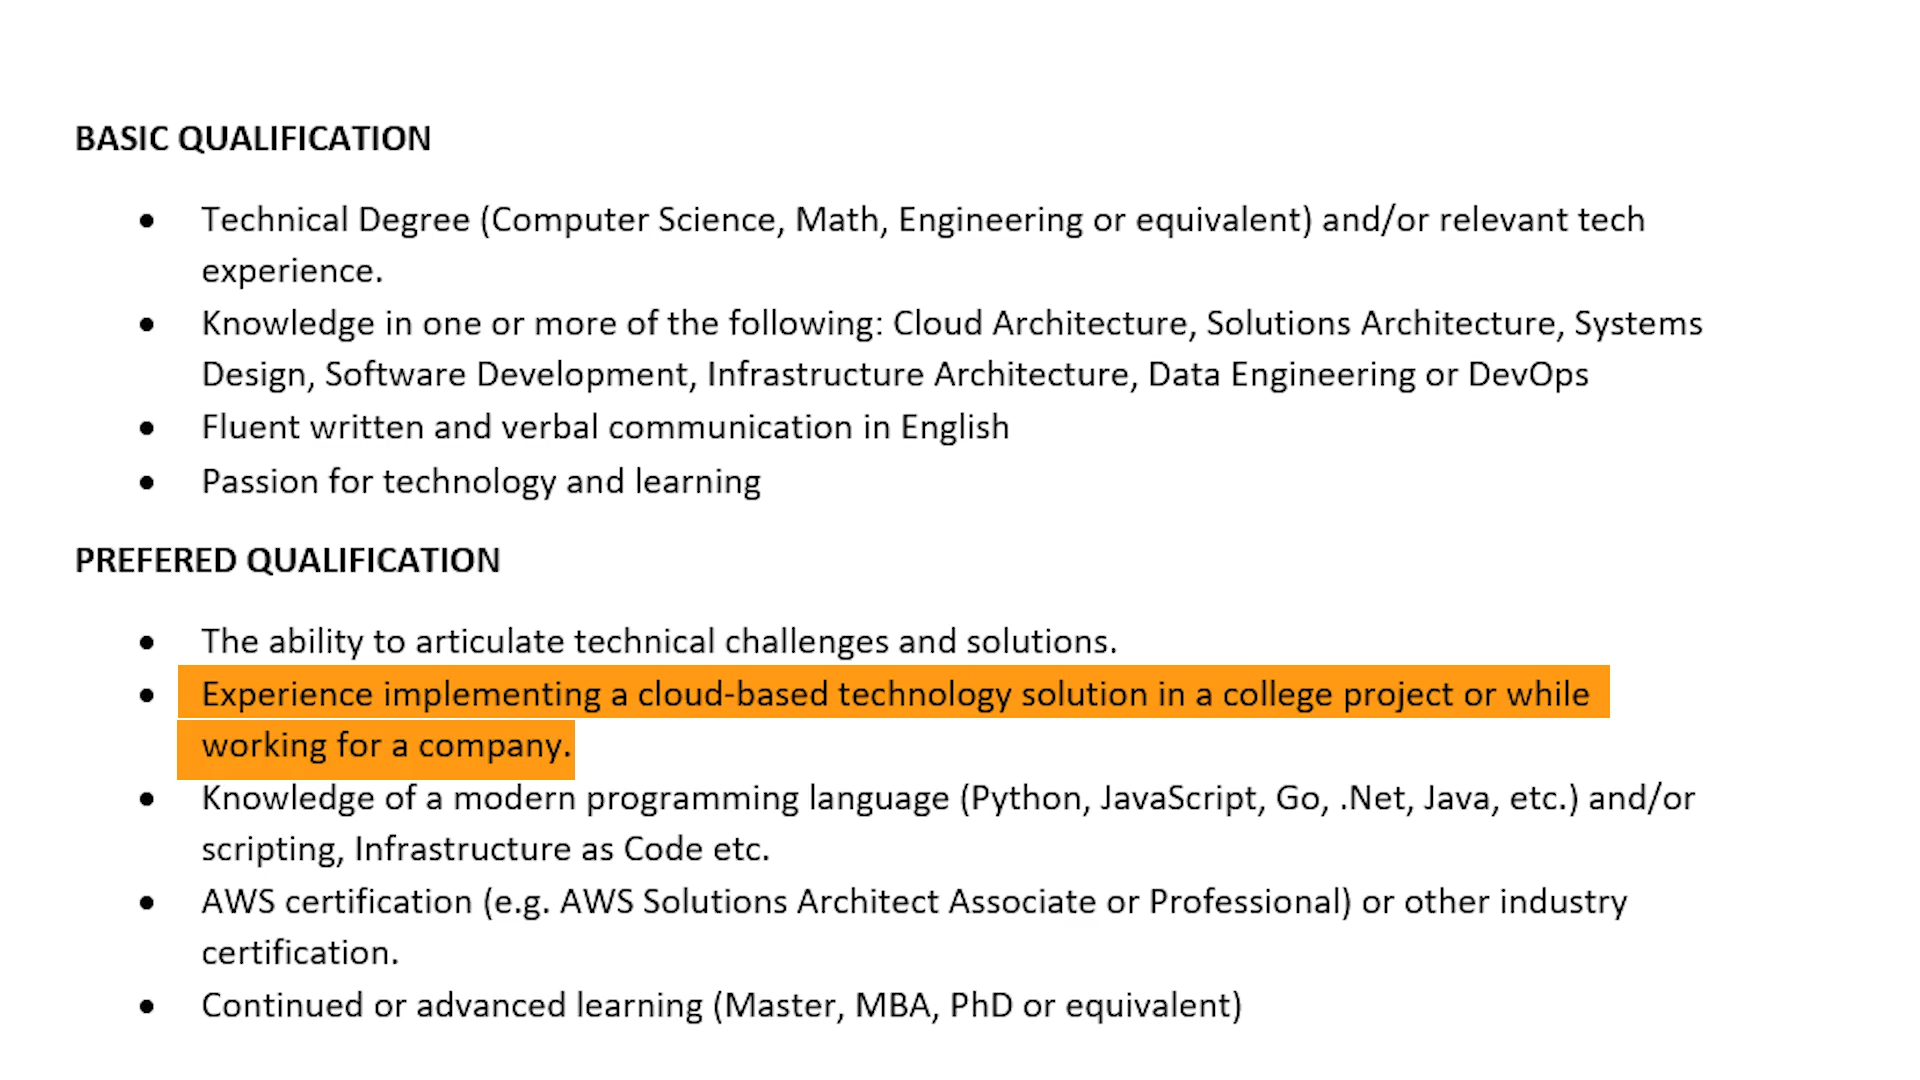 BASIC QUALIFICATION
• Technical Degree (Computer Science, Math, Engineering or equivalent) and/or relevant tech
experience.
• Knowledge in one or more of the following: Cloud Architecture, Solutions Architecture, Systems
Design, Software Development, Infrastructure Architecture, Data Engineering or DevOps
• Fluent written and verbal communication in English
• Passion for technology and learning
PREFERED QUALIFICATION
• The ability to articulate technical challenges and solutions.
• Experience implementing a cloud-based technology solution in a college project or while
working for a company.
• Knowledge of a modern programming language (Python, JavaScript, Go, .Net, Java, etc.) and/or
scripting, Infrastructure as Code etc.
• AWS certification (e.g. AWS Solutions Architect Associate or Professional) or other industry
certification.
• Continued or advanced learning (Master, MBA, PhD or equivalent)